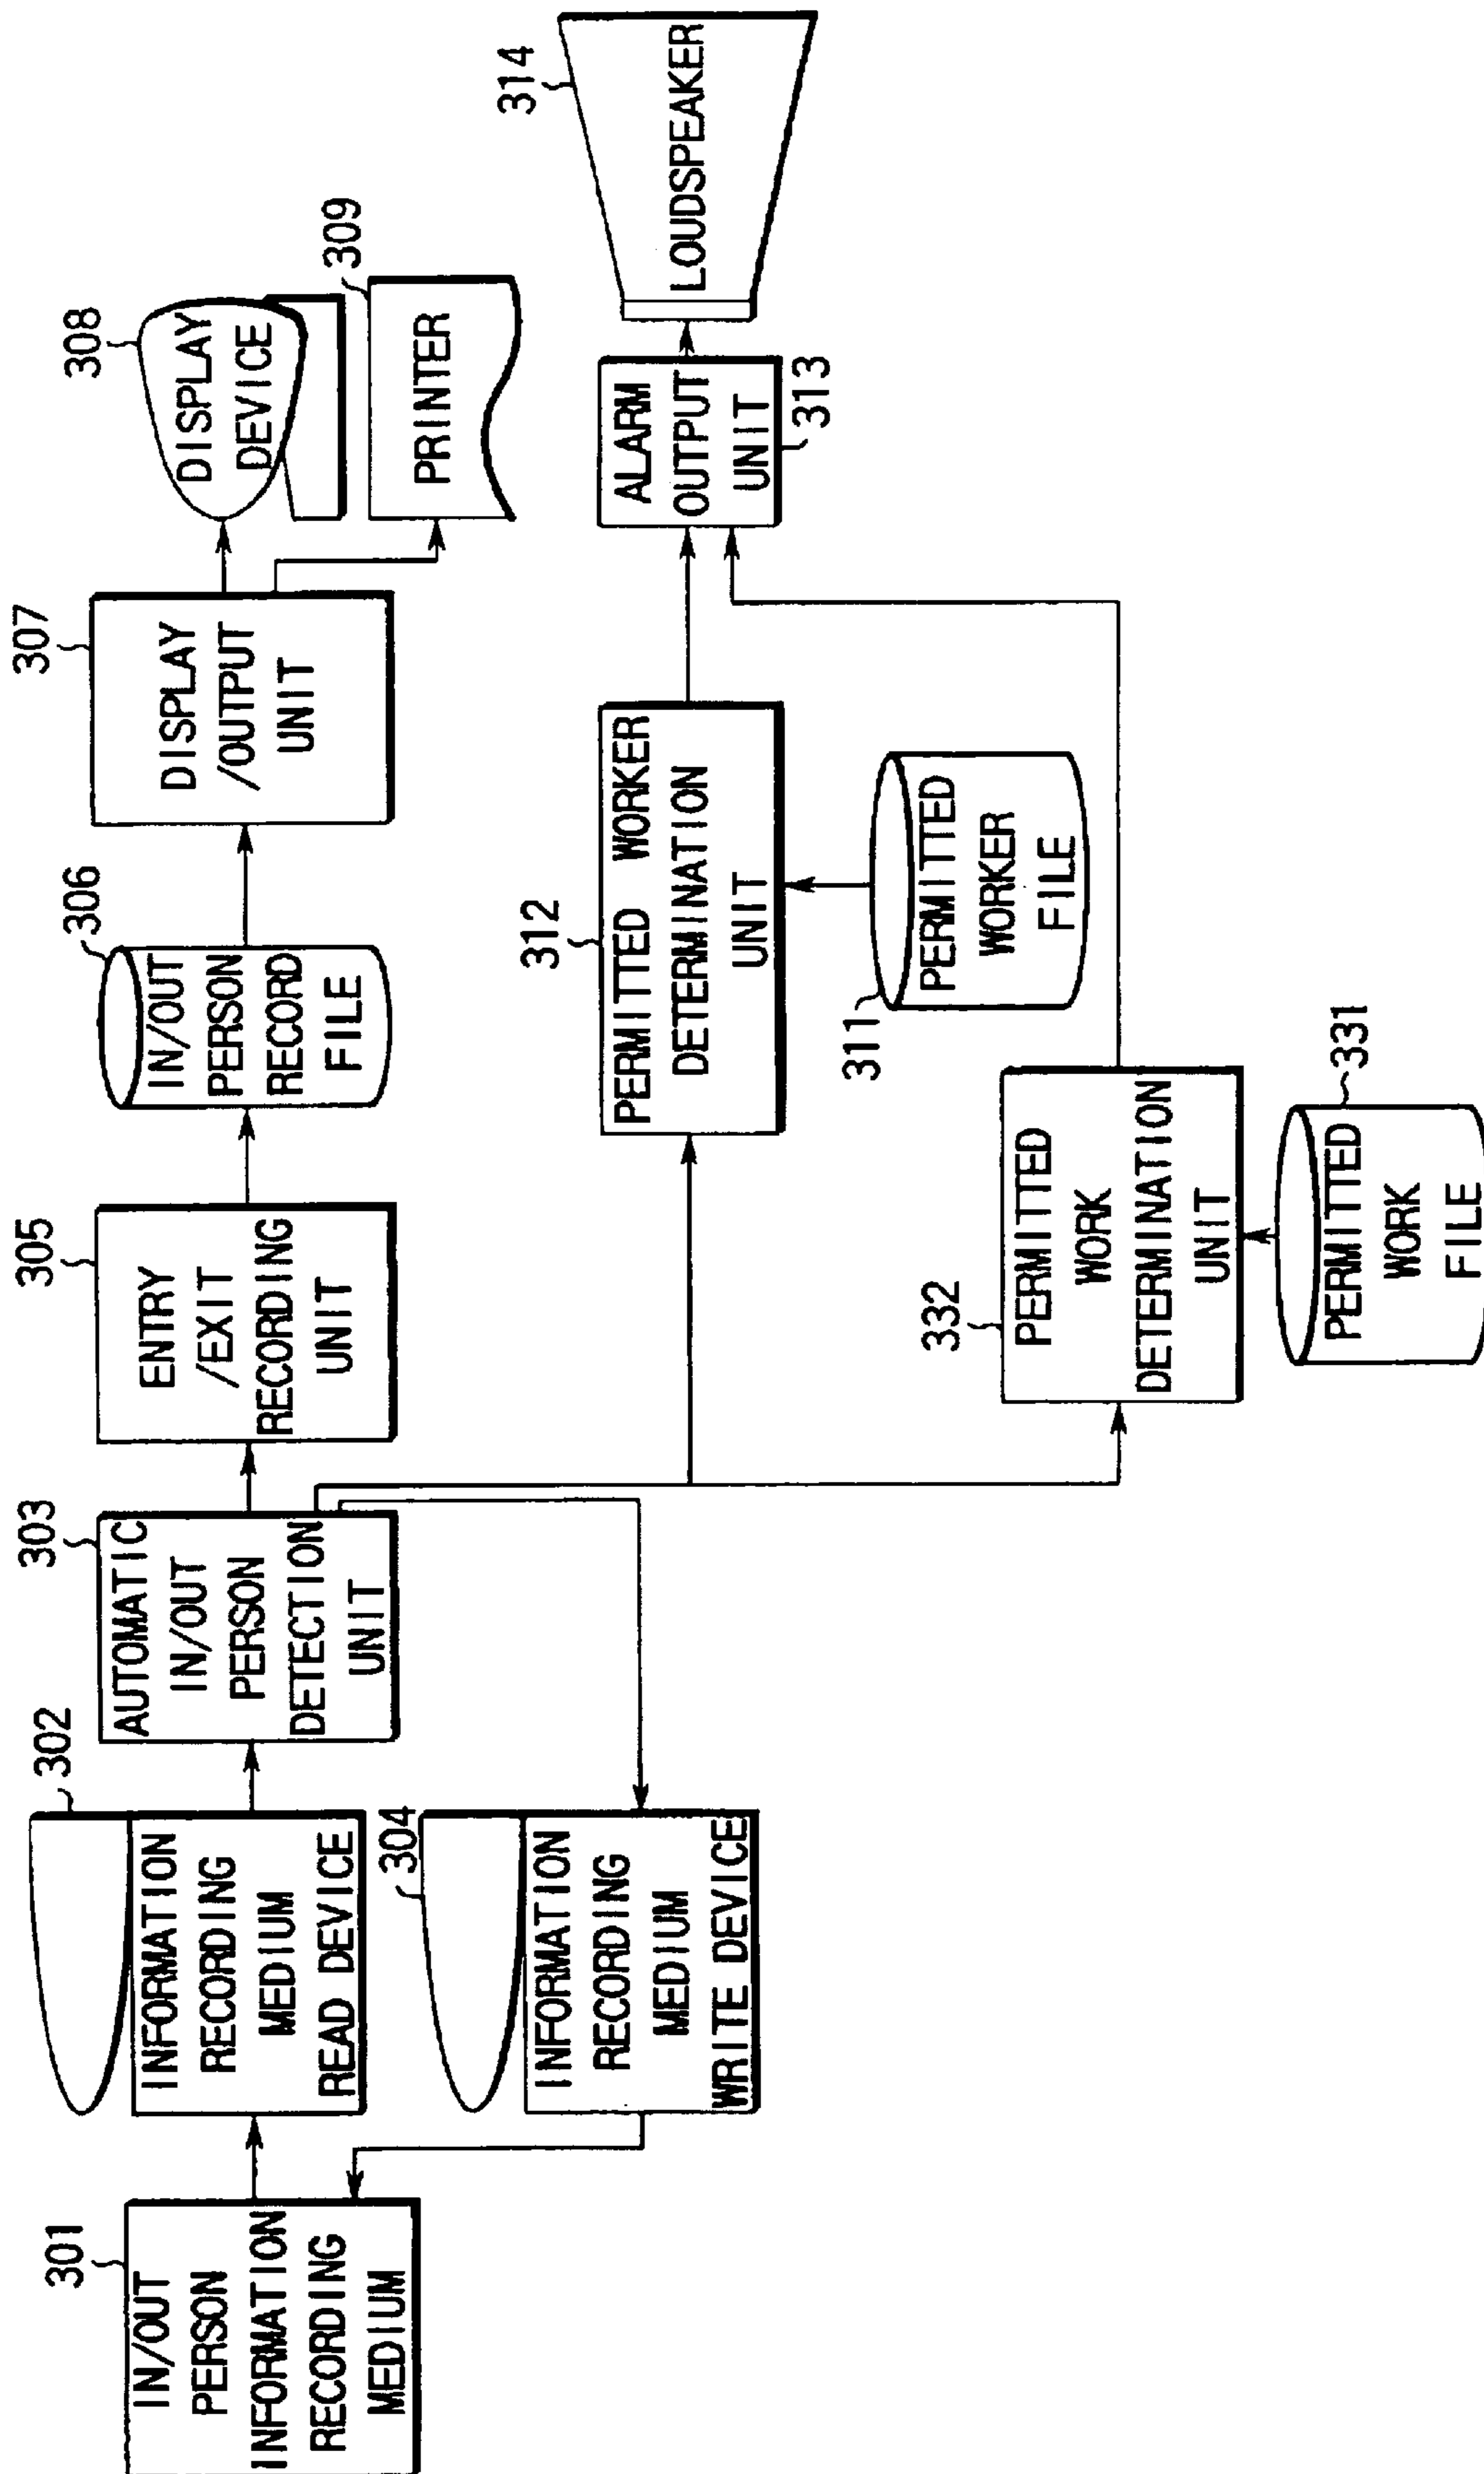 301
IN/OUT
PERSON
INFORMATION
RECORDING
MEDIUM
302
INFORMATION
RECORDING
MEDIUM
READ DEVICE
304
INFORMATION
RECORDING
MEDIUM
WRITE DEVICE
303
AUTOMATIC
IN/OUT
PERSON
DETECTION
UNIT
305
ENTRY
/EXIT
RECORDING
UNIT
306
IN/OUT
PERSON
RECORD
FILE
307
DISPLAY
/OUTPUT
UNIT
308
DISPLAY
DEVICE
309
PRINTER
312
PERMITTED WORKER
DETERMINATION
UNIT
311
PERMITTED
WORKER
FILE
332
PERMITTED
WORK
DETERMINATION
UNIT
331
PERMITTED
WORK
FILE
ALARM
OUTPUT
UNIT
313
314
LOUDSPEAKER